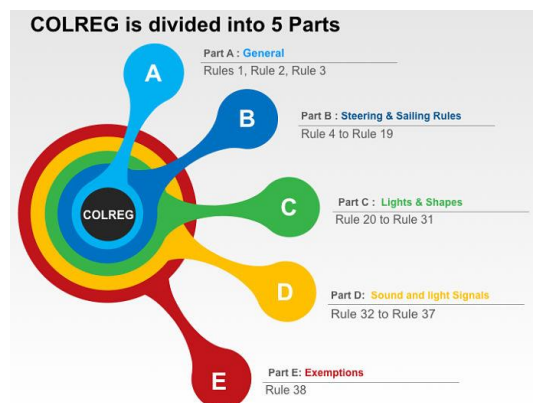 COLREG is divided into 5 Parts
A
Part A : General
Rules 1, Rule 2, Rule 3
B
Part B : Steering & Sailing Rules
Rule 4 to Rule 19
COLREG
C
Part C : Lights & Shapes
Rule 20 to Rule 31
D
Part D: Sound and light Signals
Rule 32 to Rule 37
E
Part E: Exemptions
Rule 38